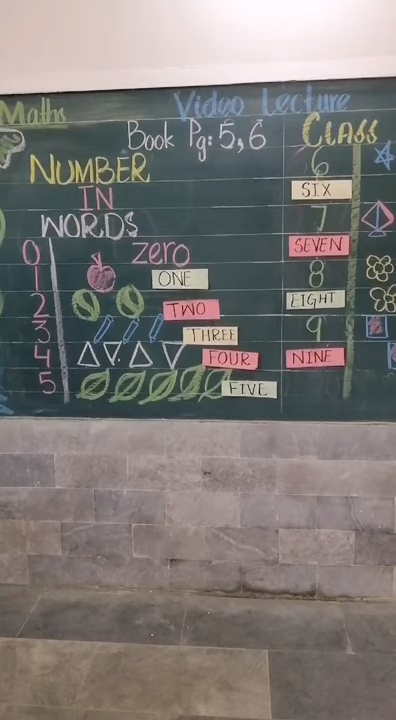 Maths
Video Lecture
Book Pg: 5, 6
CLASS
NUMBER
IN
WORDS
0 zero
1 ONE
2 TWO
3 THREE
4 FOUR
5 FIVE
6
SIX
7
SEVEN
8
EIGHT
9
NINE